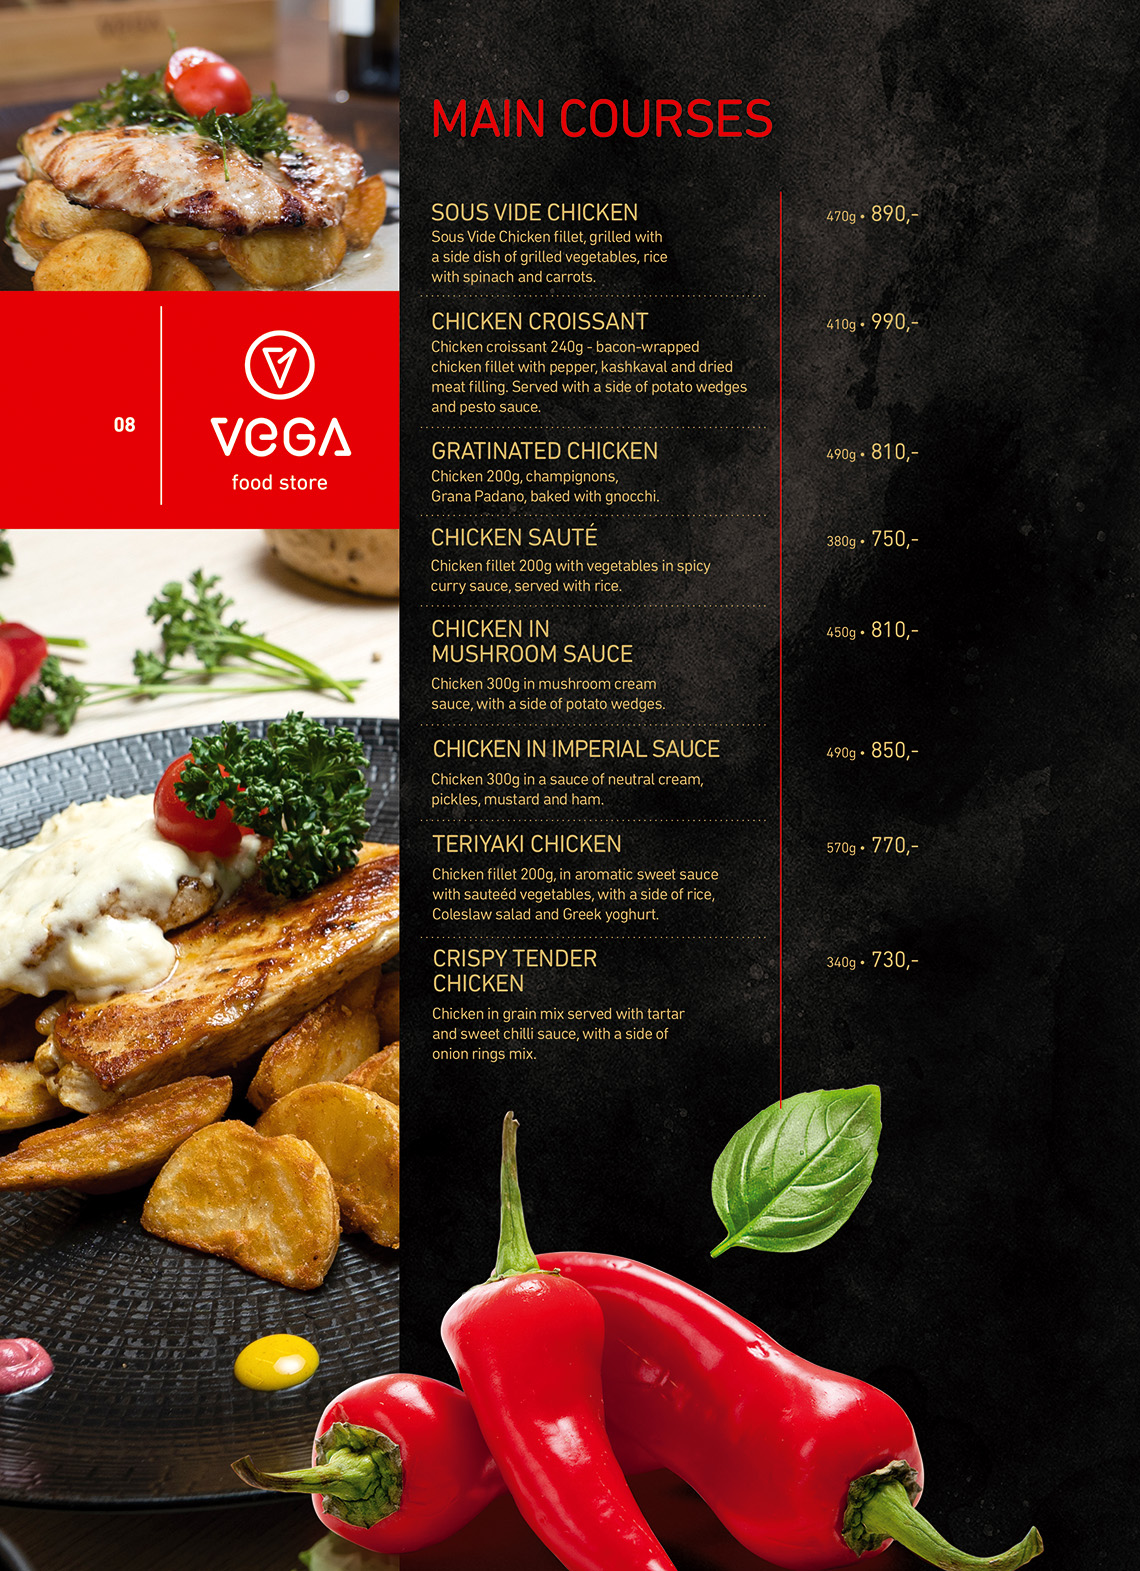 MAIN COURSES
SOUS VIDE CHICKEN
470g • 890,-
Sous Vide Chicken fillet, grilled with
a side dish of grilled vegetables, rice
with spinach and carrots.
CHICKEN CROISSANT
410g • 990,-
Chicken croissant 240g - bacon-wrapped
chicken fillet with pepper, kashkaval and dried
meat filling. Served with a side of potato wedges
and pesto sauce.
GRATINATED CHICKEN
490g • 810,-
Chicken 200g, champignons,
Grana Padano, baked with gnocchi.
CHICKEN SAUTÉ
380g • 750,-
Chicken fillet 200g with vegetables in spicy
curry sauce, served with rice.
CHICKEN IN
MUSHROOM SAUCE
450g • 810,-
Chicken 300g in mushroom cream
sauce, with a side of potato wedges.
CHICKEN IN IMPERIAL SAUCE
490g • 850,-
Chicken 300g in a sauce of neutral cream,
pickles, mustard and ham.
TERIYAKI CHICKEN
570g • 770,-
Chicken fillet 200g, in aromatic sweet sauce
with sauteéd vegetables, with a side of rice,
Coleslaw salad and Greek yoghurt.
CRISPY TENDER
CHICKEN
340g • 730,-
Chicken in grain mix served with tartar
and sweet chilli sauce, with a side of
onion rings mix.
08
VEGA
food store